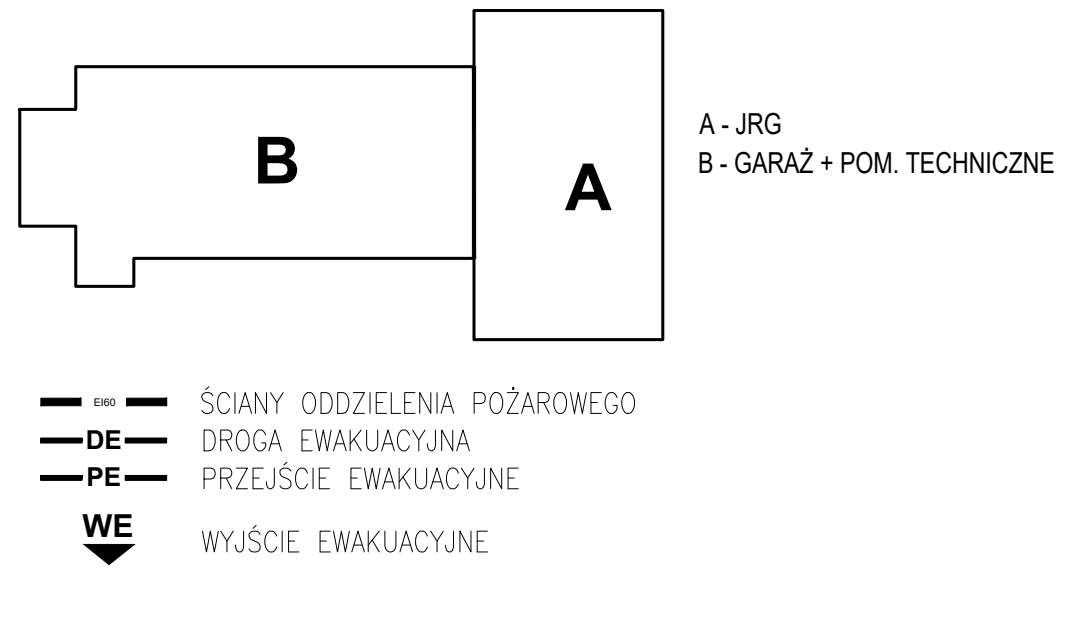 B
A
A - JRG
B - GARAŻ + POM. TECHNICZNE
EI60 ŚCIANY ODDZIELENIA POŻAROWEGO
DE DROGA EWAKUACYJNA
PE PRZEJŚCIE EWAKUACYJNE
WE WYJŚCIE EWAKUACYJNE